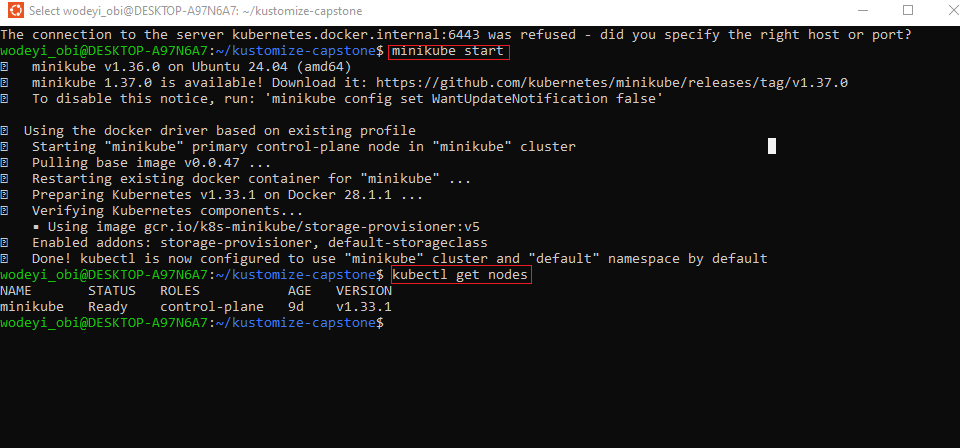 Select wodeyi_obi@DESKTOP-A97N6A7: ~/kustomize-capstone
The connection to the server kubernetes.docker.internal:6443 was refused - did you specify the right host or port?
wodeyi_obi@DESKTOP-A97N6A7:~/kustomize-capstone$ minikube start
minikube v1.36.0 on Ubuntu 24.04 (amd64)
minikube 1.37.0 is available! Download it: https://github.com/kubernetes/minikube/releases/tag/v1.37.0
To disable this notice, run: 'minikube config set WantUpdateNotification false'
Using the docker driver based on existing profile
Starting "minikube" primary control-plane node in "minikube" cluster
Pulling base image v0.0.47 ...
Restarting existing docker container for "minikube" ...
Preparing Kubernetes v1.33.1 on Docker 28.1.1 ...
Verifying Kubernetes components...
▪ Using image gcr.io/k8s-minikube/storage-provisioner:v5
Enabled addons: storage-provisioner, default-storageclass
Done! kubectl is now configured to use "minikube" cluster and "default" namespace by default
wodeyi_obi@DESKTOP-A97N6A7:~/kustomize-capstone$ kubectl get nodes
NAME STATUS ROLES AGE VERSION
minikube Ready control-plane 9d v1.33.1
wodeyi_obi@DESKTOP-A97N6A7:~/kustomize-capstone$